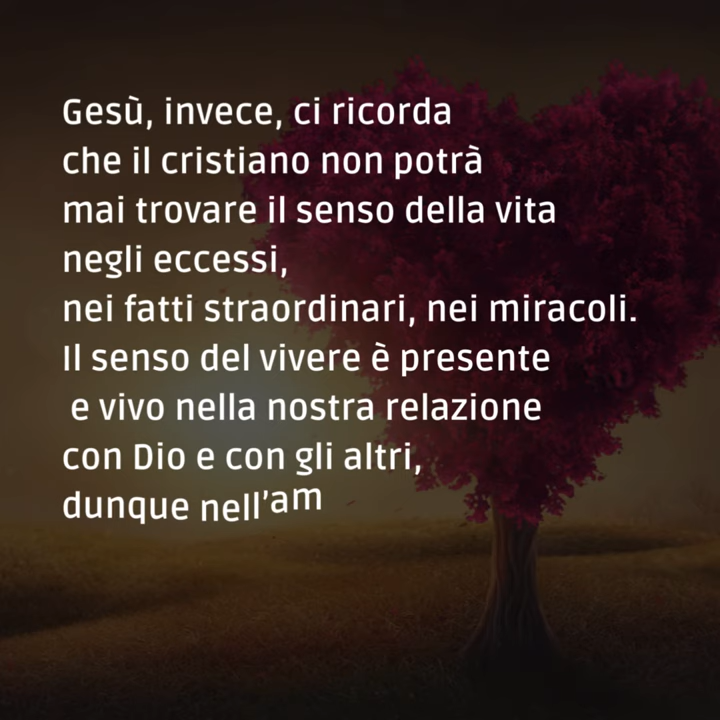 Gesù, invece, ci ricorda
che il cristiano non potrà
mai trovare il senso della vita
negli eccessi,
nei fatti straordinari, nei miracoli.
Il senso del vivere è presente
e vivo nella nostra relazione
con Dio e con gli altri,
dunque nell'am